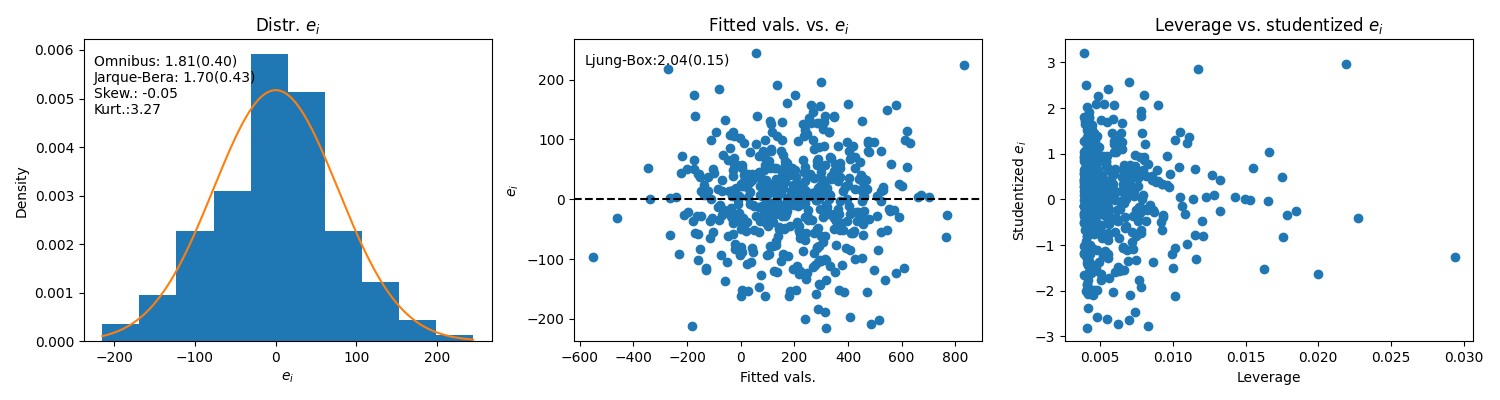 Distr. e_i
Omnibus: 1.81(0.40)
Jarque-Bera: 1.70(0.43)
Skew.: -0.05
Kurt.:3.27
Density
0.006
0.005
0.004
0.003
0.002
0.001
0.000
−200 −100 0 100 200
e_i
Fitted vals. vs. e_i
Ljung-Box:2.04(0.15)
e_i
200
100
0
−100
−200
−600 −400 −200 0 200 400 600 800
Fitted vals.
Leverage vs. studentized e_i
Studentized e_i
3
2
1
0
−1
−2
−3
0.005 0.010 0.015 0.020 0.025 0.030
Leverage